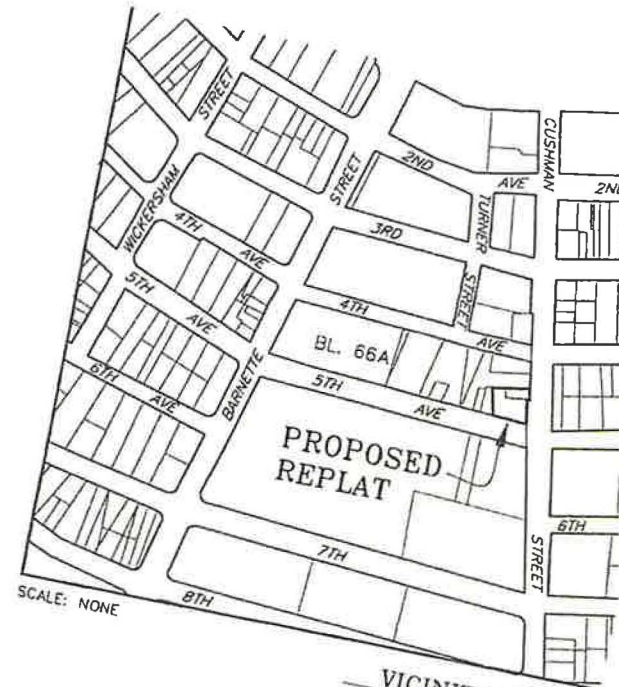 STREET
CUSHMAN
2ND
AVE
2ND
STREET
TURNER
STREET
WICKERSHAM
4TH
AVE
3RD
5TH
AVE
4TH
AVE
BL. 66A
6TH
AVE
BARNETTE
5TH
AVE
PROPOSED
REPLAT
6TH
STREET
7TH
8TH
SCALE: NONE